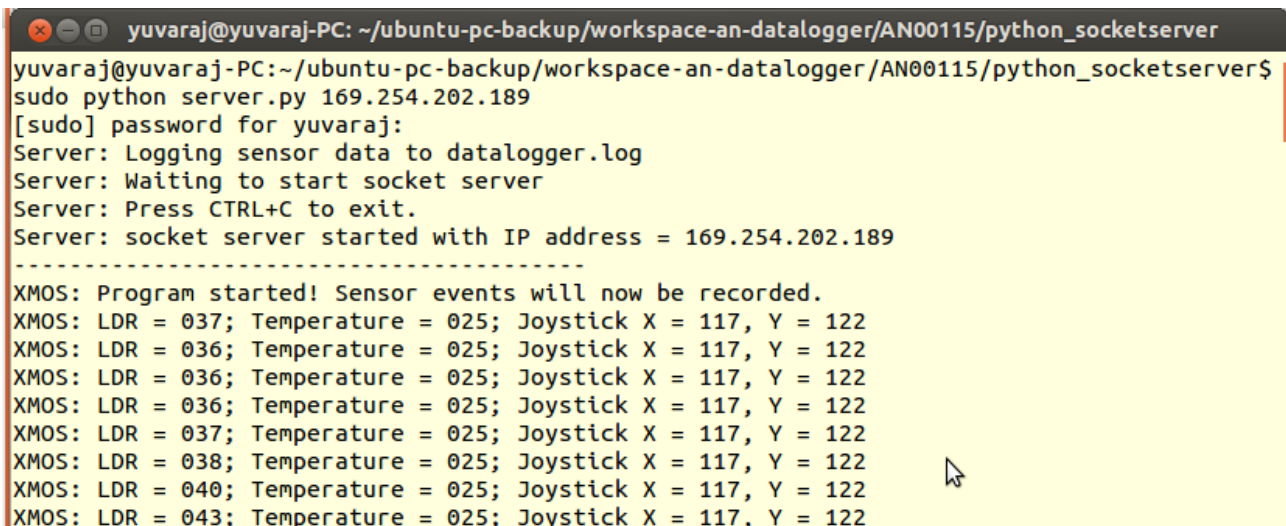 yuvaraj@yuvaraj-PC: ~/ubuntu-pc-backup/workspace-an-datalogger/AN00115/python_socketserver
yuvaraj@yuvaraj-PC:~/ubuntu-pc-backup/workspace-an-datalogger/AN00115/python_socketserver$
sudo python server.py 169.254.202.189
[sudo] password for yuvaraj:
Server: Logging sensor data to datalogger.log
Server: Waiting to start socket server
Server: Press CTRL+C to exit.
Server: socket server started with IP address = 169.254.202.189
-----------------------------------------
XMOS: Program started! Sensor events will now be recorded.
XMOS: LDR = 037; Temperature = 025; Joystick X = 117, Y = 122
XMOS: LDR = 036; Temperature = 025; Joystick X = 117, Y = 122
XMOS: LDR = 036; Temperature = 025; Joystick X = 117, Y = 122
XMOS: LDR = 036; Temperature = 025; Joystick X = 117, Y = 122
XMOS: LDR = 037; Temperature = 025; Joystick X = 117, Y = 122
XMOS: LDR = 038; Temperature = 025; Joystick X = 117, Y = 122
XMOS: LDR = 040; Temperature = 025; Joystick X = 117, Y = 122
XMOS: LDR = 043; Temperature = 025; Joystick X = 117, Y = 122